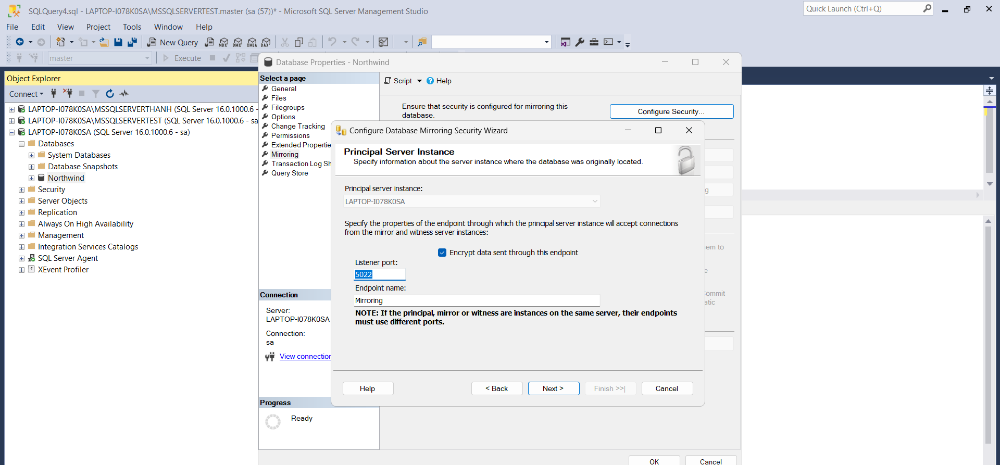 SQLQuery4.sql - LAPTOP-I078K0SA\MSSQLSERVERTEST.master (sa (57))* - Microsoft SQL Server Management Studio
Quick Launch (Ctrl+Q)
File Edit View Project Tools Window Help
New Query MDX DMX XMLA DAX
master Execute
Object Explorer
Connect
LAPTOP-I078K0SA\MSSQLSERVERTHANH (SQL Server 16.0.1000.6 -
LAPTOP-I078K0SA\MSSQLSERVERTEST (SQL Server 16.0.1000.6 - sa
LAPTOP-I078K0SA (SQL Server 16.0.1000.6 - sa)
Databases
System Databases
Database Snapshots
Northwind
Security
Server Objects
Replication
Always On High Availability
Management
Integration Services Catalogs
SQL Server Agent
XEvent Profiler
Database Properties - Northwind
Select a page
General
Files
Filegroups
Options
Change Tracking
Permissions
Extended Propertie
Mirroring
Transaction Log Sh
Query Store
Connection
Server:
LAPTOP-I078K0SA
Connection:
sa
View connection
Progress
Ready
Script Help
Ensure that security is configured for mirroring this
database.
Configure Security...
Configure Database Mirroring Security Wizard
Principal Server Instance
Specify information about the server instance where the database was originally located.
Principal server instance:
LAPTOP-I078K0SA
Specify the properties of the endpoint through which the principal server instance will accept connections
from the mirror and witness server instances:
Encrypt data sent through this endpoint
Listener port:
5022
Endpoint name:
Mirroring
NOTE: If the principal, mirror or witness are instances on the same server, their endpoints
must use different ports.
Help < Back Next > Finish >>| Cancel
g
em to
e
ommit
atic
OK Cancel